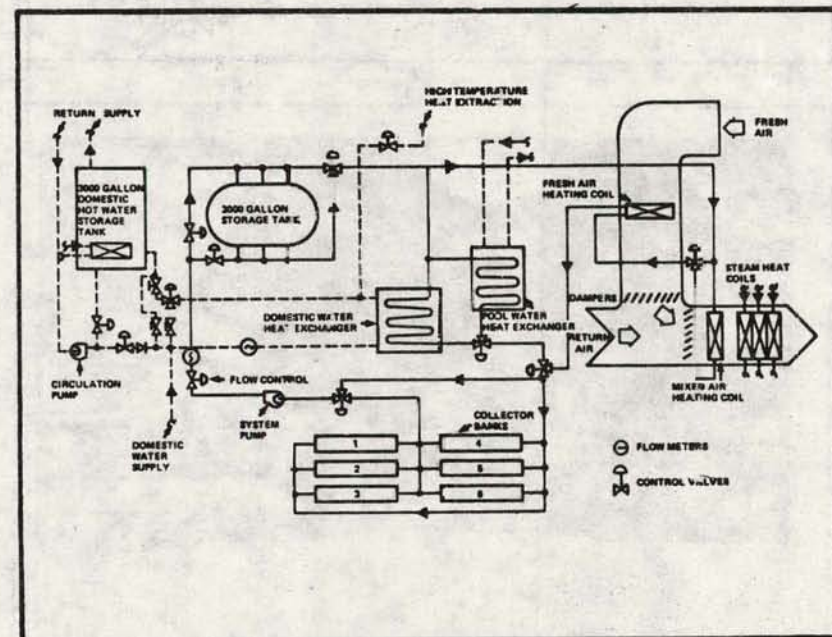 RETURN SUPPLY
HIGH TEMPERATURE
HEAT EXTRACTION
FRESH
AIR
3000 GALLON
DOMESTIC
HOT WATER
STORAGE
TANK
3000 GALLON
STORAGE TANK
FRESH AIR
HEATING COIL
STEAM HEAT
COILS
DAMPERS
DOMESTIC WATER
HEAT EXCHANGER
POOL WATER
HEAT EXCHANGER
RETURN
AIR
CIRCULATION
PUMP
FLOW CONTROL
MIXED AIR
HEATING COIL
SYSTEM
PUMP
COLLECTOR
BANKS
DOMESTIC
WATER
SUPPLY
1 4
2 5
3 6
FLOW METERS
CONTROL VALVES